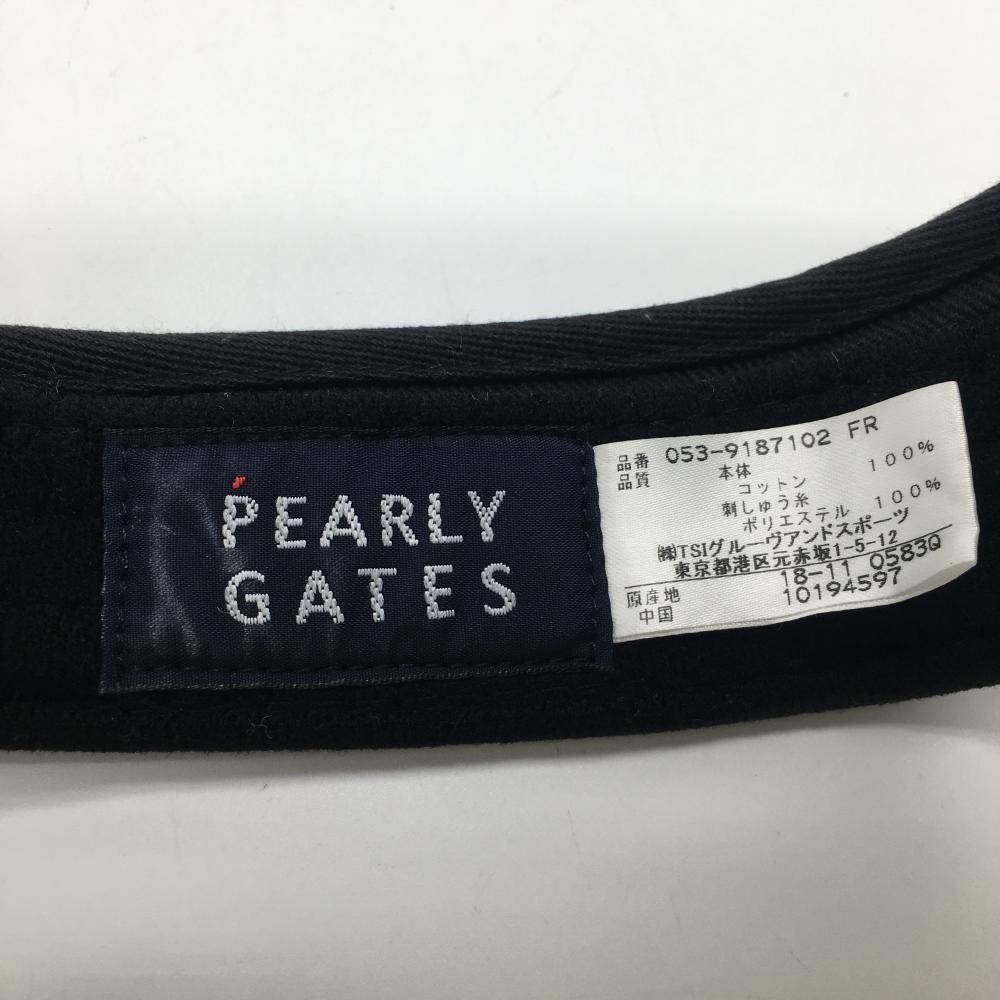 PEARLY
GATES
品番 053-9187102 FR
品質 本体
コットン 100%
刺しゅう糸
ポリエステル 100%
㈱TSIグルーヴアンドスポーツ
東京都港区元赤坂1-5-12
18-11 0583Q
原産地 10194597
中国